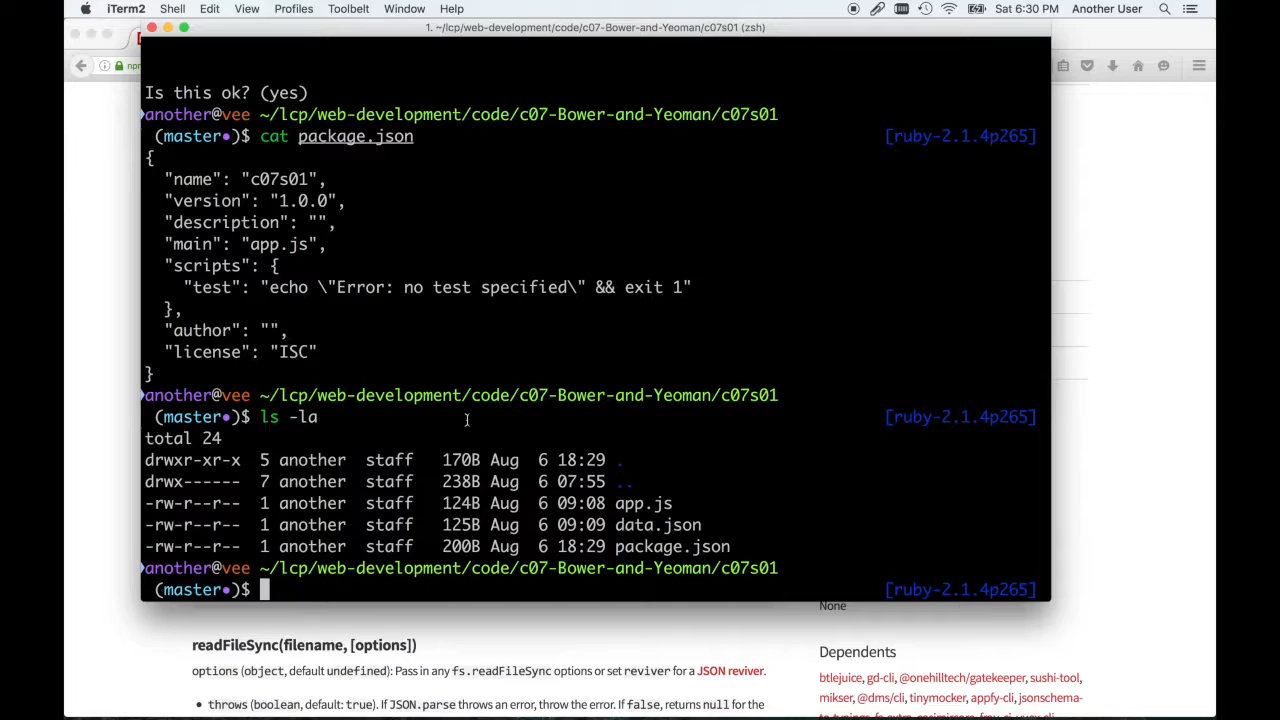 iTerm2 Shell Edit View Profiles Toolbelt Window Help Sat 6:30 PM Another User
1. ~/lcp/web-development/code/c07-Bower-and-Yeoman/c07s01 (zsh)
Is this ok? (yes)
another@vee ~/lcp/web-development/code/c07-Bower-and-Yeoman/c07s01
(master•)$ cat package.json [ruby-2.1.4p265]
{
"name": "c07s01",
"version": "1.0.0",
"description": "",
"main": "app.js",
"scripts": {
"test": "echo \"Error: no test specified\" && exit 1"
},
"author": "",
"license": "ISC"
}
another@vee ~/lcp/web-development/code/c07-Bower-and-Yeoman/c07s01
(master•)$ ls -la [ruby-2.1.4p265]
total 24
drwxr-xr-x 5 another staff 170B Aug 6 18:29 .
drwx------ 7 another staff 238B Aug 6 07:55 ..
-rw-r--r-- 1 another staff 124B Aug 6 09:08 app.js
-rw-r--r-- 1 another staff 125B Aug 6 09:09 data.json
-rw-r--r-- 1 another staff 200B Aug 6 18:29 package.json
another@vee ~/lcp/web-development/code/c07-Bower-and-Yeoman/c07s01
(master•)$ [ruby-2.1.4p265]
None
readFileSync(filename, [options])
options (object, default undefined): Pass in any fs.readFileSync options or set reviver for a JSON reviver.
• throws (boolean, default: true). If JSON.parse throws an error, throw the error. If false, returns null for the
Dependents
btlejuice, gd-cli, @onehilltech/gatekeeper, sushi-tool,
mikser, @dms/cli, tinymocker, appfy-cli, jsonschema-